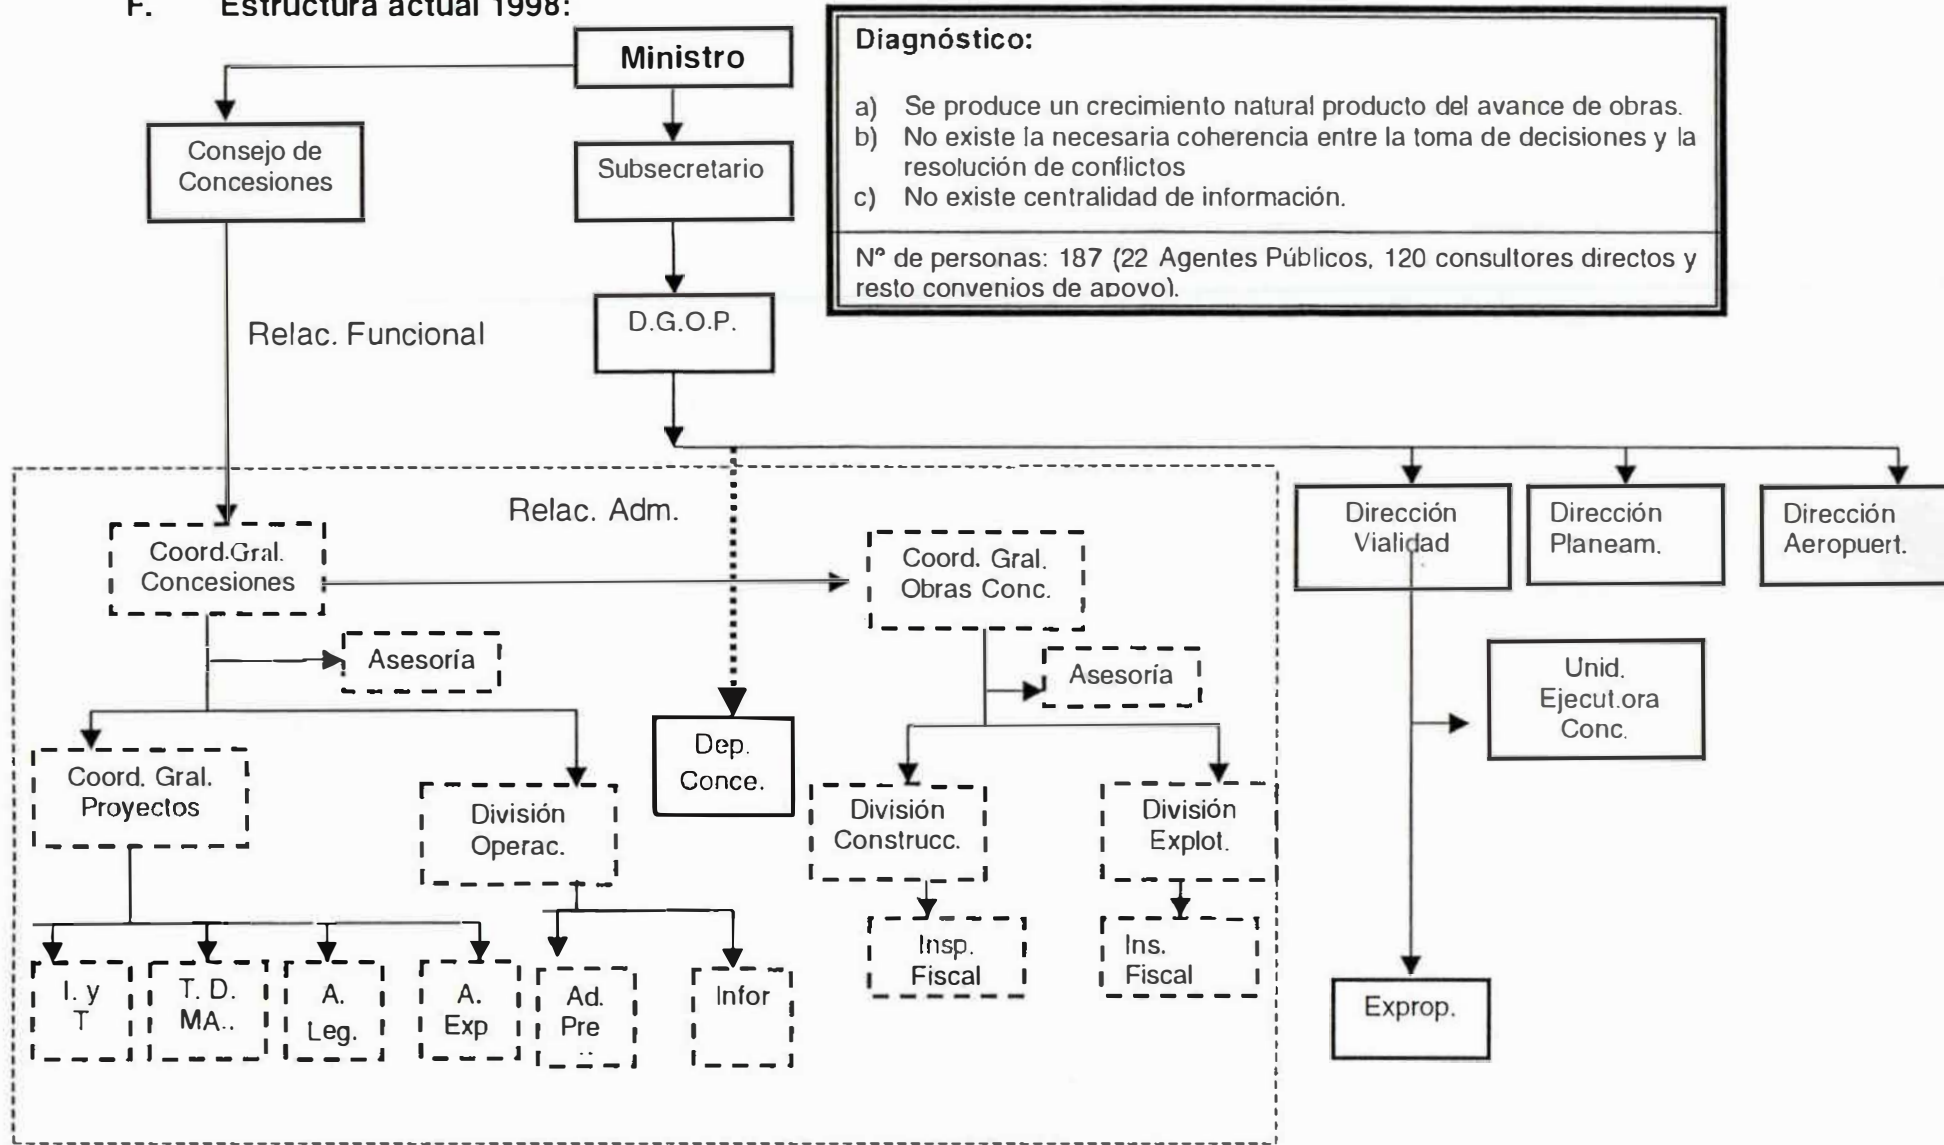 F. Estructura actual 1998:
Ministro
Consejo de
Concesiones
Subsecretario
D.G.O.P.
Diagnóstico:
a) Se produce un crecimiento natural producto del avance de obras.
b) No existe la necesaria coherencia entre la toma de decisiones y la
resolución de conflictos
c) No existe centralidad de información.
Nº de personas: 187 (22 Agentes Públicos, 120 consultores directos y
resto convenios de apoyo).
Relac. Funcional
Relac. Adm.
Coord.Gral.
Concesiones
Asesoría
Coord. Gral.
Obras Conc.
Asesoría
Dirección
Vialidad
Dirección
Planeam.
Dirección
Aeropuert.
Unid.
Ejecut.ora
Conc.
Coord. Gral.
Proyectos
División
Operac.
Dep.
Conce.
División
Construcc.
División
Explot.
I. y
T
T. D.
MA..
A.
Leg.
A.
Exp
Ad.
Pre
..
Infor
Insp.
Fiscal
Ins.
Fiscal
Exprop.